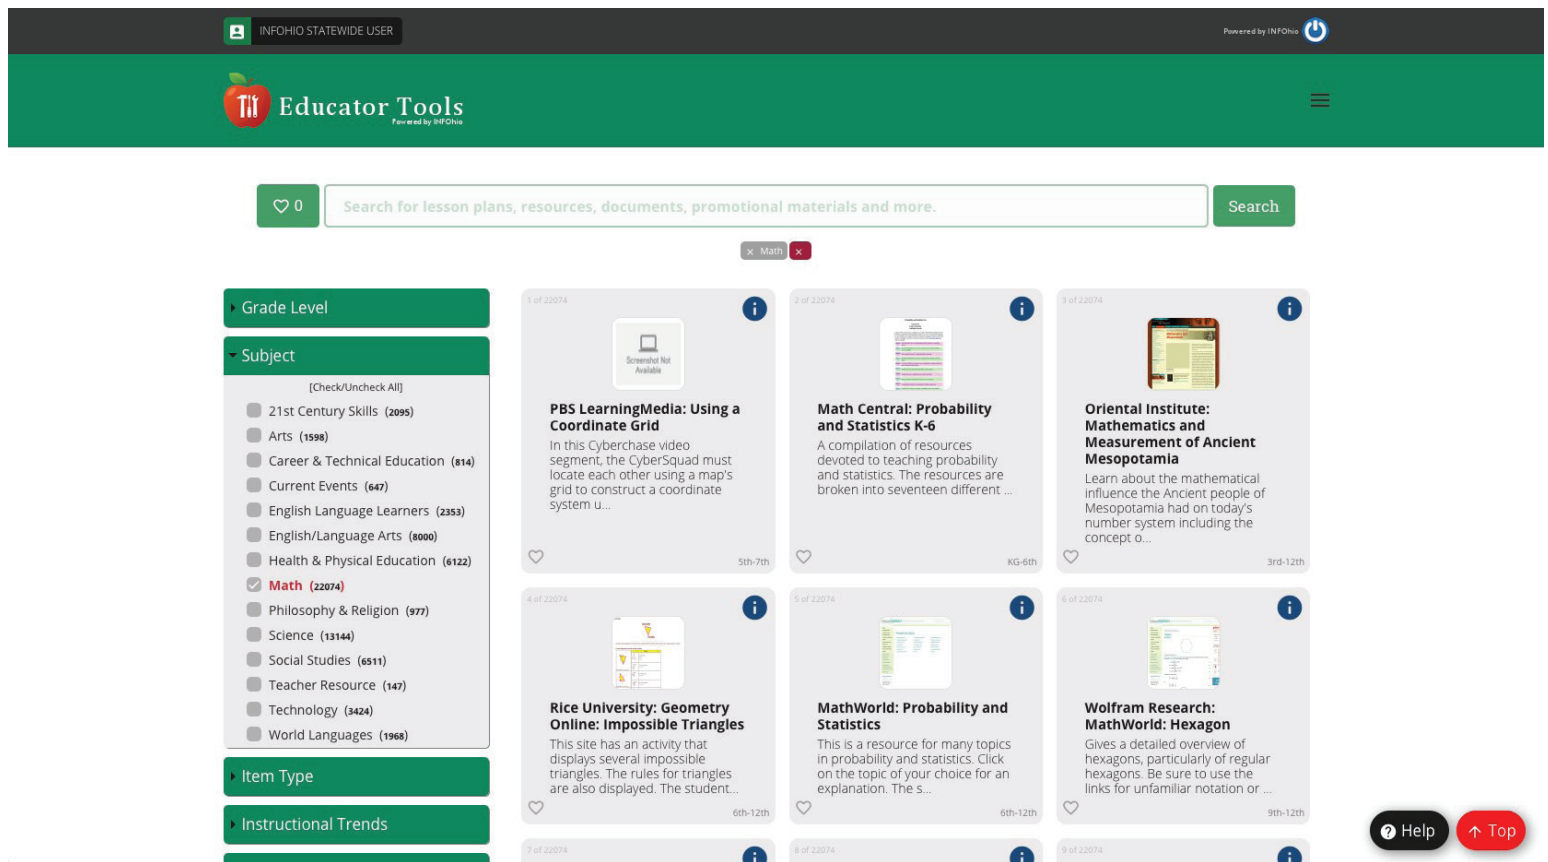 INFOHIO STATEWIDE USER
Powered by INFOhio
Educator Tools
Powered by INFOhio
0
Search for lesson plans, resources, documents, promotional materials and more.
Search
× Math ×
Grade Level
Subject
[Check/Uncheck All]
21st Century Skills (2095)
Arts (1598)
Career & Technical Education (814)
Current Events (647)
English Language Learners (2353)
English/Language Arts (8000)
Health & Physical Education (6122)
Math (22074)
Philosophy & Religion (977)
Science (13144)
Social Studies (6511)
Teacher Resource (147)
Technology (3424)
World Languages (1968)
Item Type
Instructional Trends
1 of 22074
Screenshot Not
Available
PBS LearningMedia: Using a
Coordinate Grid
In this Cyberchase video
segment, the CyberSquad must
locate each other using a map's
grid to construct a coordinate
system u...
5th-7th
2 of 22074
Math Central: Probability
and Statistics K-6
A compilation of resources
devoted to teaching probability
and statistics. The resources are
broken into seventeen different ...
KG-6th
3 of 22074
Oriental Institute:
Mathematics and
Measurement of Ancient
Mesopotamia
Learn about the mathematical
influence the Ancient people of
Mesopotamia had on today's
number system including the
concept o...
3rd-12th
4 of 22074
Rice University: Geometry
Online: Impossible Triangles
This site has an activity that
displays several impossible
triangles. The rules for triangles
are also displayed. The student...
6th-12th
5 of 22074
MathWorld: Probability and
Statistics
This is a resource for many topics
in probability and statistics. Click
on the topic of your choice for an
explanation. The s...
6th-12th
6 of 22074
Wolfram Research:
MathWorld: Hexagon
Gives a detailed overview of
hexagons, particularly of regular
hexagons. Be sure to use the
links for unfamiliar notation or ...
9th-12th
7 of 22074
8 of 22074
9 of 22074
Help
Top